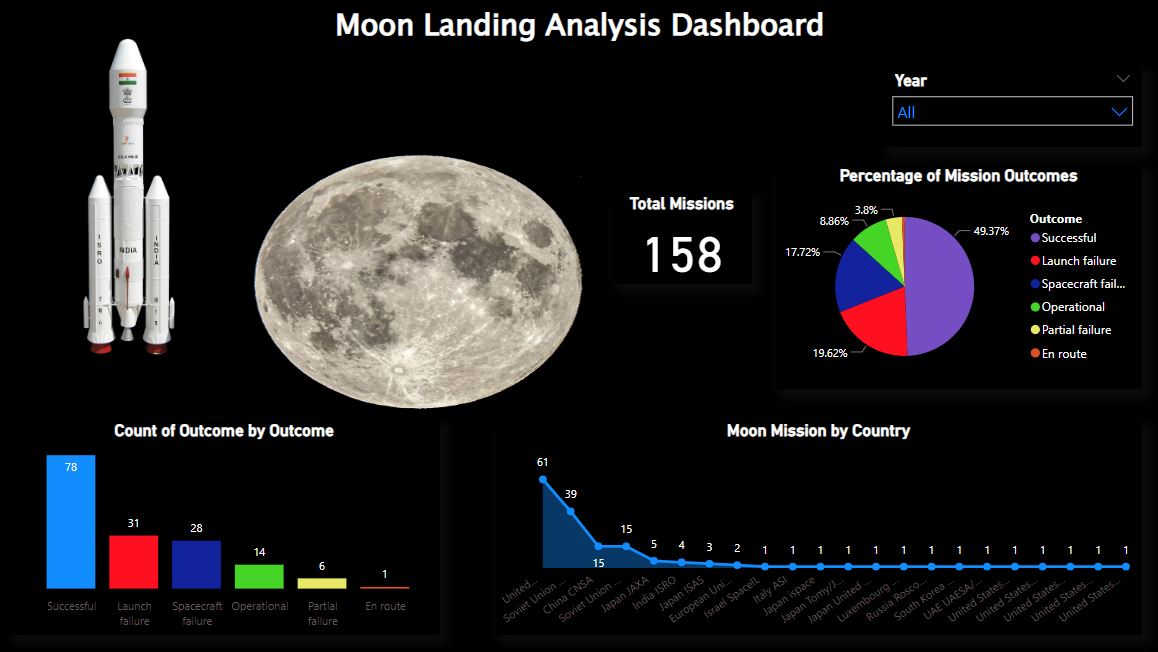 Moon Landing Analysis Dashboard
Year
All
ISRO
INDIA
INDIA
Total Missions
158
Percentage of Mission Outcomes
3.8%
8.86%
49.37%
17.72%
19.62%
Outcome
Successful
Launch failure
Spacecraft fail...
Operational
Partial failure
En route
Count of Outcome by Outcome
78
31
28
14
6
1
Successful
Launch failure
Spacecraft failure
Operational
Partial failure
En route
Moon Mission by Country
61
39
15
15
5
4
3
2
1
1
1
1
1
1
1
1
1
1
1
1
1
1
United...
Soviet Union ...
China CNSA
Soviet Union...
Japan JAXA
India ISRO
Japan ISAS
European Uni...
Israel SpaceIL
Italy ASI
Japan ispace
Japan Tomy/J...
Japan United ...
Luxembourg ...
Russia Rosco...
South Korea ...
UAE UAESA/...
United States...
United States...
United States...
United States...
United States...